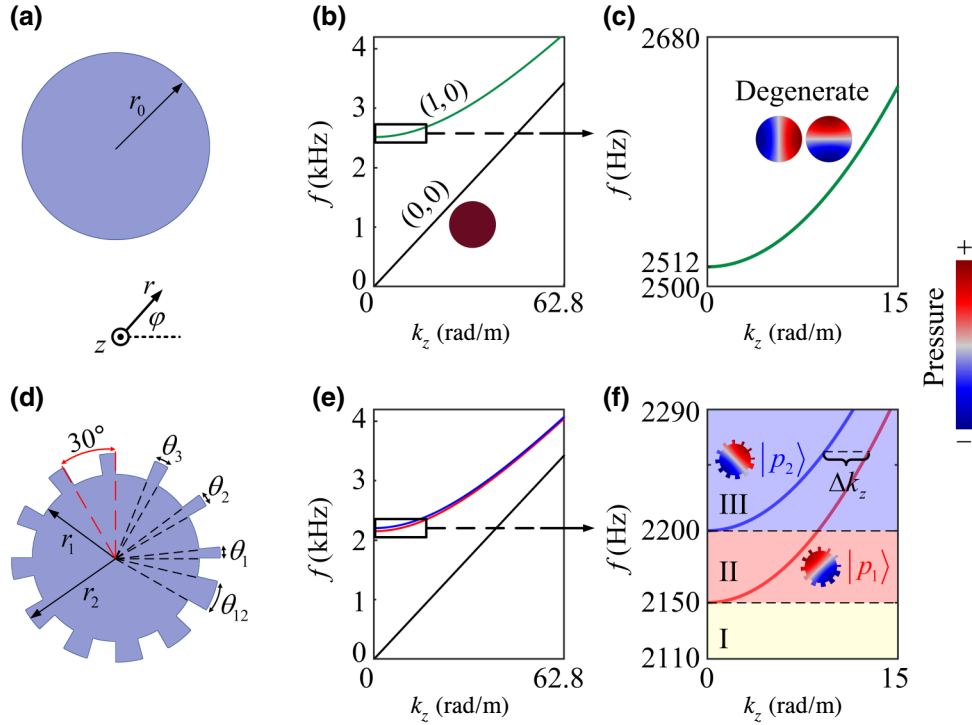 (a)
r0
r
φ
z
(b)
f (kHz)
4
3
2
1
0
(1,0)
(0,0)
0
62.8
kz (rad/m)
(c)
f (Hz)
2680
2512
2500
Degenerate
0
15
kz (rad/m)
+
Pressure
−
(d)
30°
θ3
θ2
θ1
θ12
r1
r2
(e)
f (kHz)
4
3
2
1
0
0
62.8
kz (rad/m)
(f)
f (Hz)
2290
2200
2150
2110
|p2⟩
Δkz
III
II
|p1⟩
I
0
15
kz (rad/m)